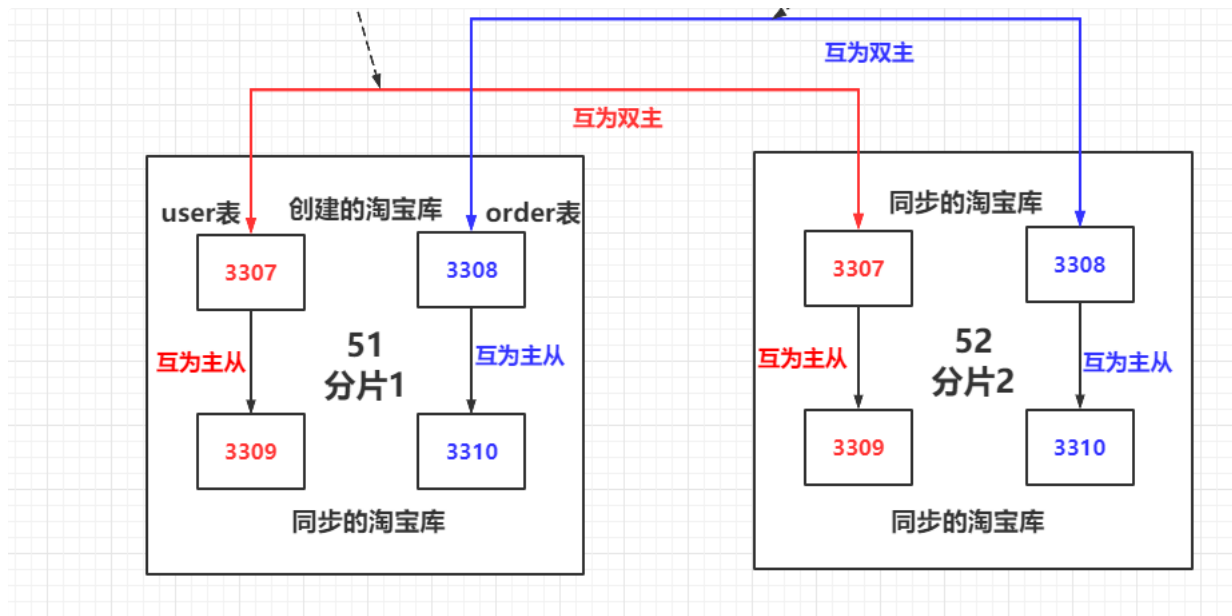 互为双主
互为双主
user表
创建的淘宝库
order表
同步的淘宝库
3307
3308
3307
3308
互为主从
51
分片1
互为主从
互为主从
52
分片2
互为主从
3309
3310
3309
3310
同步的淘宝库
同步的淘宝库